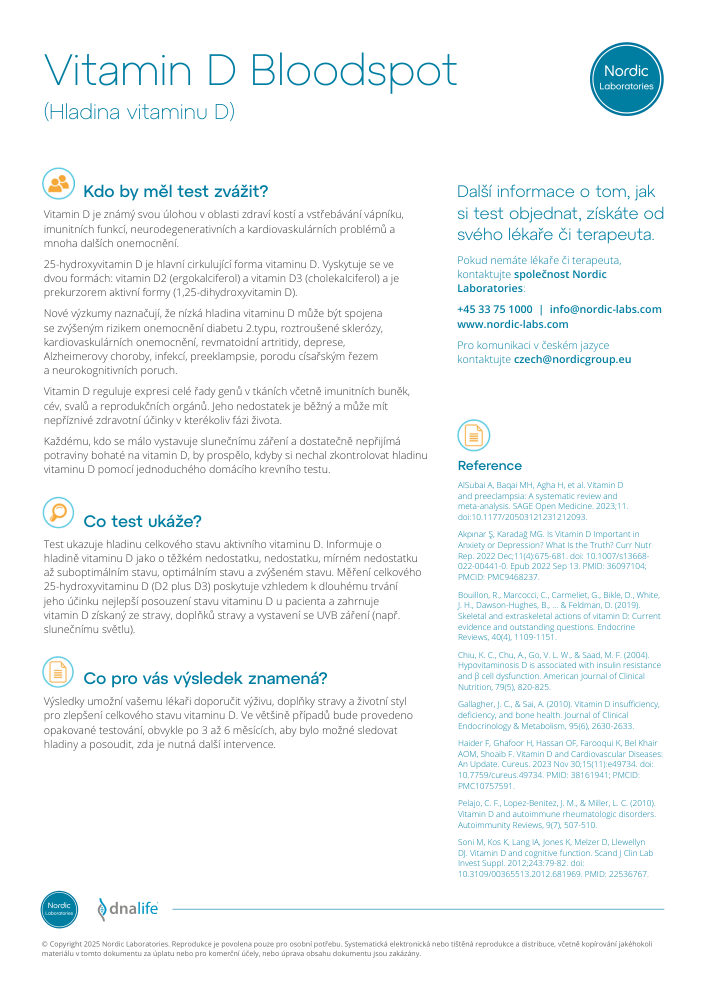 Vitamin D Bloodspot
(Hladina vitaminu D)
Nordic
Laboratories
Kdo by měl test zvážit?
Vitamin D je známý svou úlohou v oblasti zdraví kostí a vstřebávání vápníku,
imunitních funkcí, neurodegenerativních a kardiovaskulárních problémů a
mnoha dalších onemocnění.
25-hydroxyvitamin D je hlavní cirkulující forma vitaminu D. Vyskytuje se ve
dvou formách: vitamin D2 (ergokalciferol) a vitamin D3 (cholekalciferol) a je
prekurzorem aktivní formy (1,25-dihydroxyvitamin D).
Nové výzkumy naznačují, že nízká hladina vitaminu D může být spojena
se zvýšeným rizikem onemocnění diabetu 2.typu, roztroušené sklerózy,
kardiovaskulárních onemocnění, revmatoidní artritidy, deprese,
Alzheimerovy choroby, infekcí, preeklampsie, porodu císařským řezem
a neurokognitivních poruch.
Vitamin D reguluje expresi celé řady genů v tkáních včetně imunitních buněk,
cév, svalů a reprodukčních orgánů. Jeho nedostatek je běžný a může mít
nepříznivé zdravotní účinky v kterékoliv fázi života.
Každému, kdo se málo vystavuje slunečnímu záření a dostatečně nepřijímá
potraviny bohaté na vitamin D, by prospělo, kdyby si nechal zkontrolovat hladinu
vitaminu D pomocí jednoduchého domácího krevního testu.
Co test ukáže?
Test ukazuje hladinu celkového stavu aktivního vitaminu D. Informuje o
hladině vitaminu D jako o těžkém nedostatku, nedostatku, mírném nedostatku
až suboptimálním stavu, optimálním stavu a zvýšeném stavu. Měření celkového
25-hydroxyvitaminu D (D2 plus D3) poskytuje vzhledem k dlouhému trvání
jeho účinku nejlepší posouzení stavu vitaminu D u pacienta a zahrnuje
vitamin D získaný ze stravy, doplňků stravy a vystavení se UVB záření (např.
slunečnímu světlu).
Co pro vás výsledek znamená?
Výsledky umožní vašemu lékaři doporučit výživu, doplňky stravy a životní styl
pro zlepšení celkového stavu vitaminu D. Ve většině případů bude provedeno
opakované testování, obvykle po 3 až 6 měsících, aby bylo možné sledovat
hladiny a posoudit, zda je nutná další intervence.
Další informace o tom, jak
si test objednat, získáte od
svého lékaře či terapeuta.
Pokud nemáte lékaře či terapeuta,
kontaktujte společnost Nordic
Laboratories:
+45 33 75 1000 | info@nordic-labs.com
www.nordic-labs.com
Pro komunikaci v českém jazyce
kontaktujte czech@nordicgroup.eu
Reference
AlSubai A, Baqai MH, Agha H, et al. Vitamin D
and preeclampsia: A systematic review and
meta-analysis. SAGE Open Medicine. 2023;11.
doi:10.1177/20503121231212093.
Akpınar Ş, Karadağ MG. Is Vitamin D Important in
Anxiety or Depression? What Is the Truth? Curr Nutr
Rep. 2022 Dec;11(4):675-681. doi: 10.1007/s13668-
022-00441-0. Epub 2022 Sep 13. PMID: 36097104;
PMCID: PMC9468237.
Bouillon, R., Marcocci, C., Carmeliet, G., Bikle, D., White,
J. H., Dawson-Hughes, B., ... & Feldman, D. (2019).
Skeletal and extraskeletal actions of vitamin D: Current
evidence and outstanding questions. Endocrine
Reviews, 40(4), 1109-1151.
Chiu, K. C., Chu, A., Go, V. L. W., & Saad, M. F. (2004).
Hypovitaminosis D is associated with insulin resistance
and β cell dysfunction. American Journal of Clinical
Nutrition, 79(5), 820-825.
Gallagher, J. C., & Sai, A. (2010). Vitamin D insufficiency,
deficiency, and bone health. Journal of Clinical
Endocrinology & Metabolism, 95(6), 2630-2633.
Haider F, Ghafoor H, Hassan OF, Farooqui K, Bel Khair
AOM, Shoaib F. Vitamin D and Cardiovascular Diseases:
An Update. Cureus. 2023 Nov 30;15(11):e49734. doi:
10.7759/cureus.49734. PMID: 38161941; PMCID:
PMC10757591.
Pelajo, C. F., Lopez-Benitez, J. M., & Miller, L. C. (2010).
Vitamin D and autoimmune rheumatologic disorders.
Autoimmunity Reviews, 9(7), 507-510.
Soni M, Kos K, Lang IA, Jones K, Melzer D, Llewellyn
DJ. Vitamin D and cognitive function. Scand J Clin Lab
Invest Suppl. 2012;243:79-82. doi:
10.3109/00365513.2012.681969. PMID: 22536767.
Nordic
Laboratories
dnalife
© Copyright 2025 Nordic Laboratories. Reprodukce je povolena pouze pro osobní potřebu. Systematická elektronická nebo tištěná reprodukce a distribuce, včetně kopírování jakéhokoli
materiálu v tomto dokumentu za úplatu nebo pro komerční účely, nebo úprava obsahu dokumentu jsou zakázány.